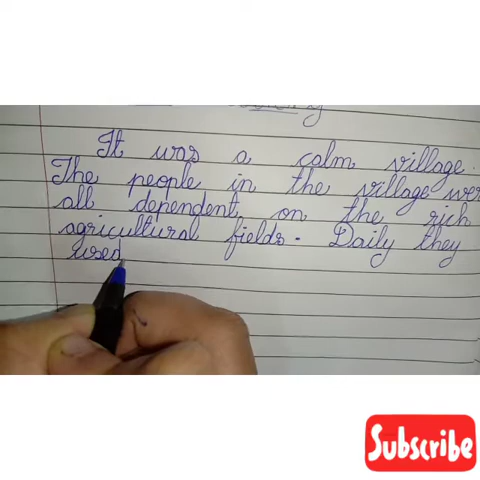 It was a calm village.
The people in the village wer
all dependent on the rich
agricultural fields. Daily they
used
Subscribe